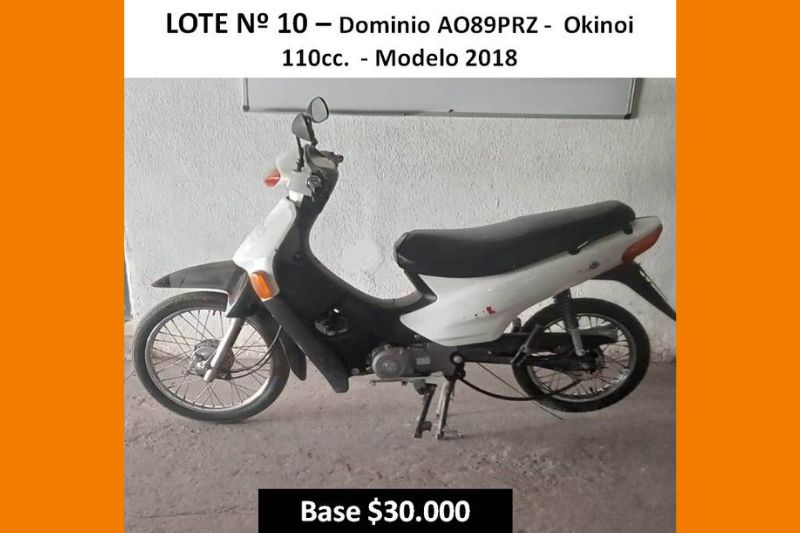 LOTE Nº 10 – Dominio AO89PRZ - Okinoi
110cc. - Modelo 2018
Base $30.000